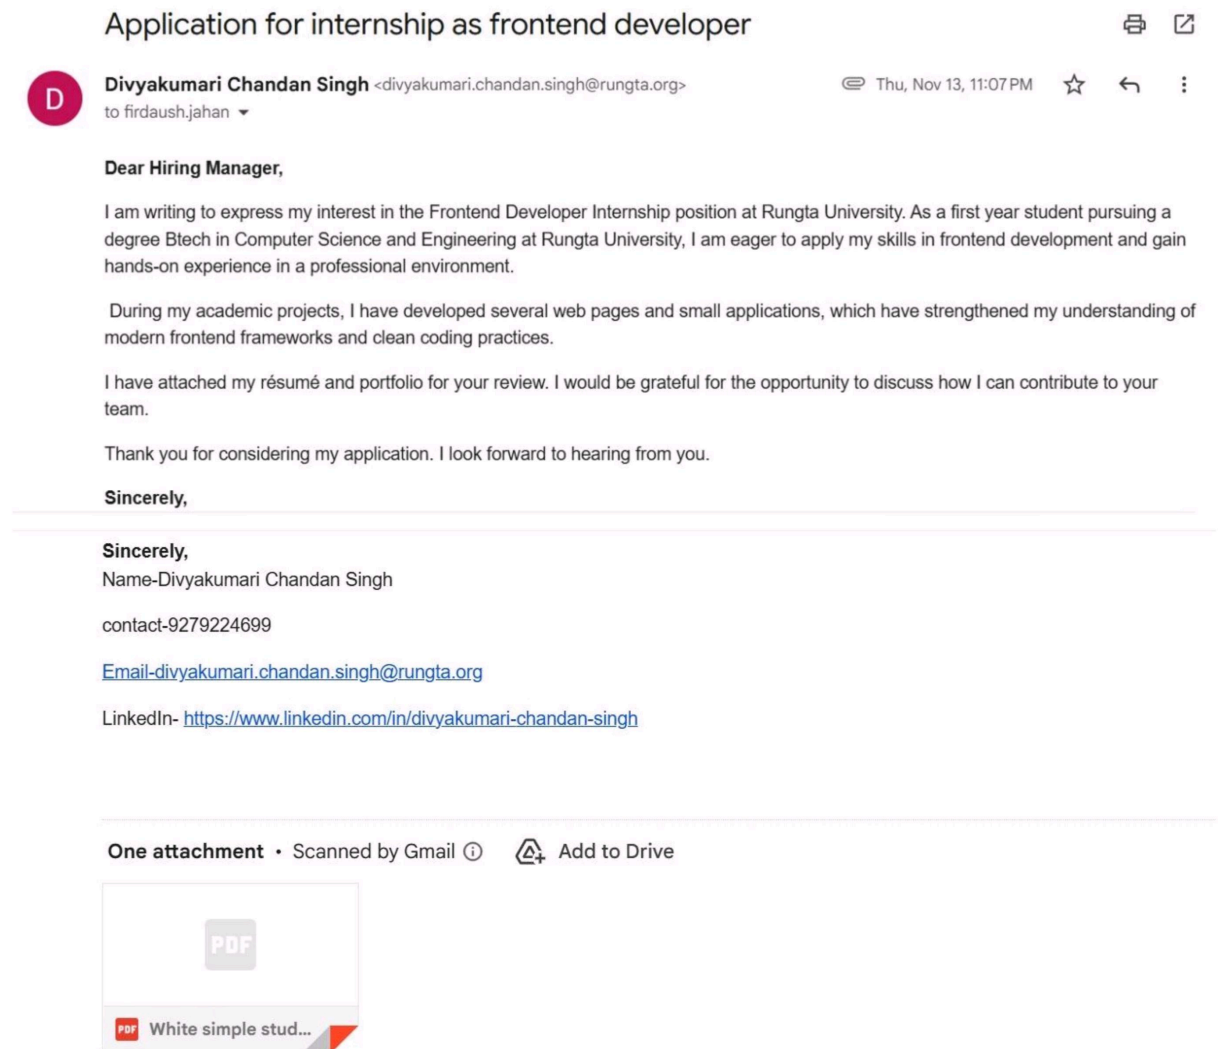 Application for internship as frontend developer
D
Divyakumari Chandan Singh <divyakumari.chandan.singh@rungta.org>
Thu, Nov 13, 11:07 PM
to firdaush.jahan
Dear Hiring Manager,
I am writing to express my interest in the Frontend Developer Internship position at Rungta University. As a first year student pursuing a
degree Btech in Computer Science and Engineering at Rungta University, I am eager to apply my skills in frontend development and gain
hands-on experience in a professional environment.
During my academic projects, I have developed several web pages and small applications, which have strengthened my understanding of
modern frontend frameworks and clean coding practices.
I have attached my résumé and portfolio for your review. I would be grateful for the opportunity to discuss how I can contribute to your
team.
Thank you for considering my application. I look forward to hearing from you.
Sincerely,
Sincerely,
Name-Divyakumari Chandan Singh
contact-9279224699
Email-divyakumari.chandan.singh@rungta.org
LinkedIn- https://www.linkedin.com/in/divyakumari-chandan-singh
One attachment • Scanned by Gmail
Add to Drive
PDF
PDF White simple stud...